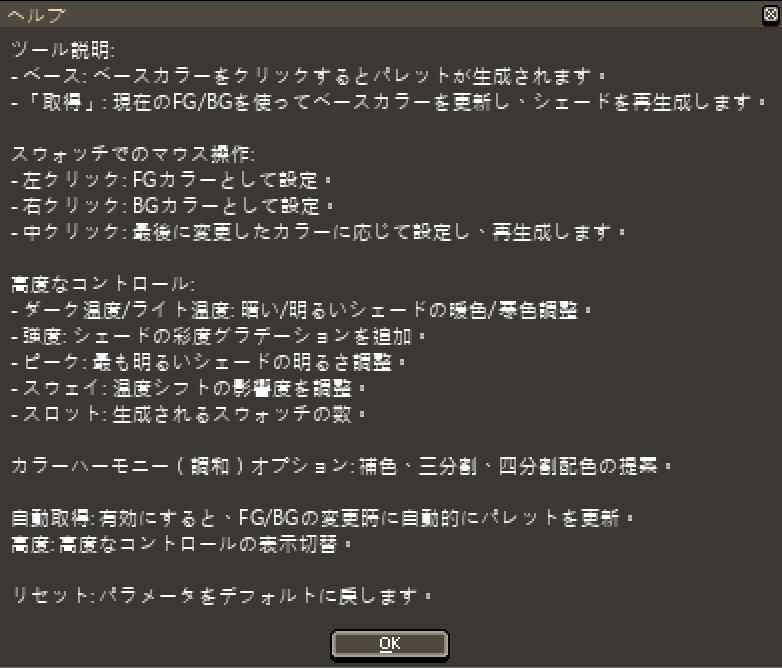 ヘルプ
ツール説明:
- ベース: ベースカラーをクリックするとパレットが生成されます。
- 「取得」: 現在のFG/BGを使ってベースカラーを更新し、シェードを再生成します。
スウォッチでのマウス操作:
- 左クリック: FGカラーとして設定。
- 右クリック: BGカラーとして設定。
- 中クリック: 最後に変更したカラーに応じて設定し、再生成します。
高度なコントロール:
- ダーク温度/ライト温度: 暗い/明るいシェードの暖色/寒色調整。
- 強度: シェードの彩度グラデーションを追加。
- ピーク: 最も明るいシェードの明るさ調整。
- スウェイ: 温度シフトの影響度を調整。
- スロット: 生成されるスウォッチの数。
カラーハーモニー（調和）オプション: 補色、三分割、四分割配色の提案。
自動取得: 有効にすると、FG/BGの変更時に自動的にパレットを更新。
高度: 高度なコントロールの表示切替。
リセット: パラメータをデフォルトに戻します。
OK